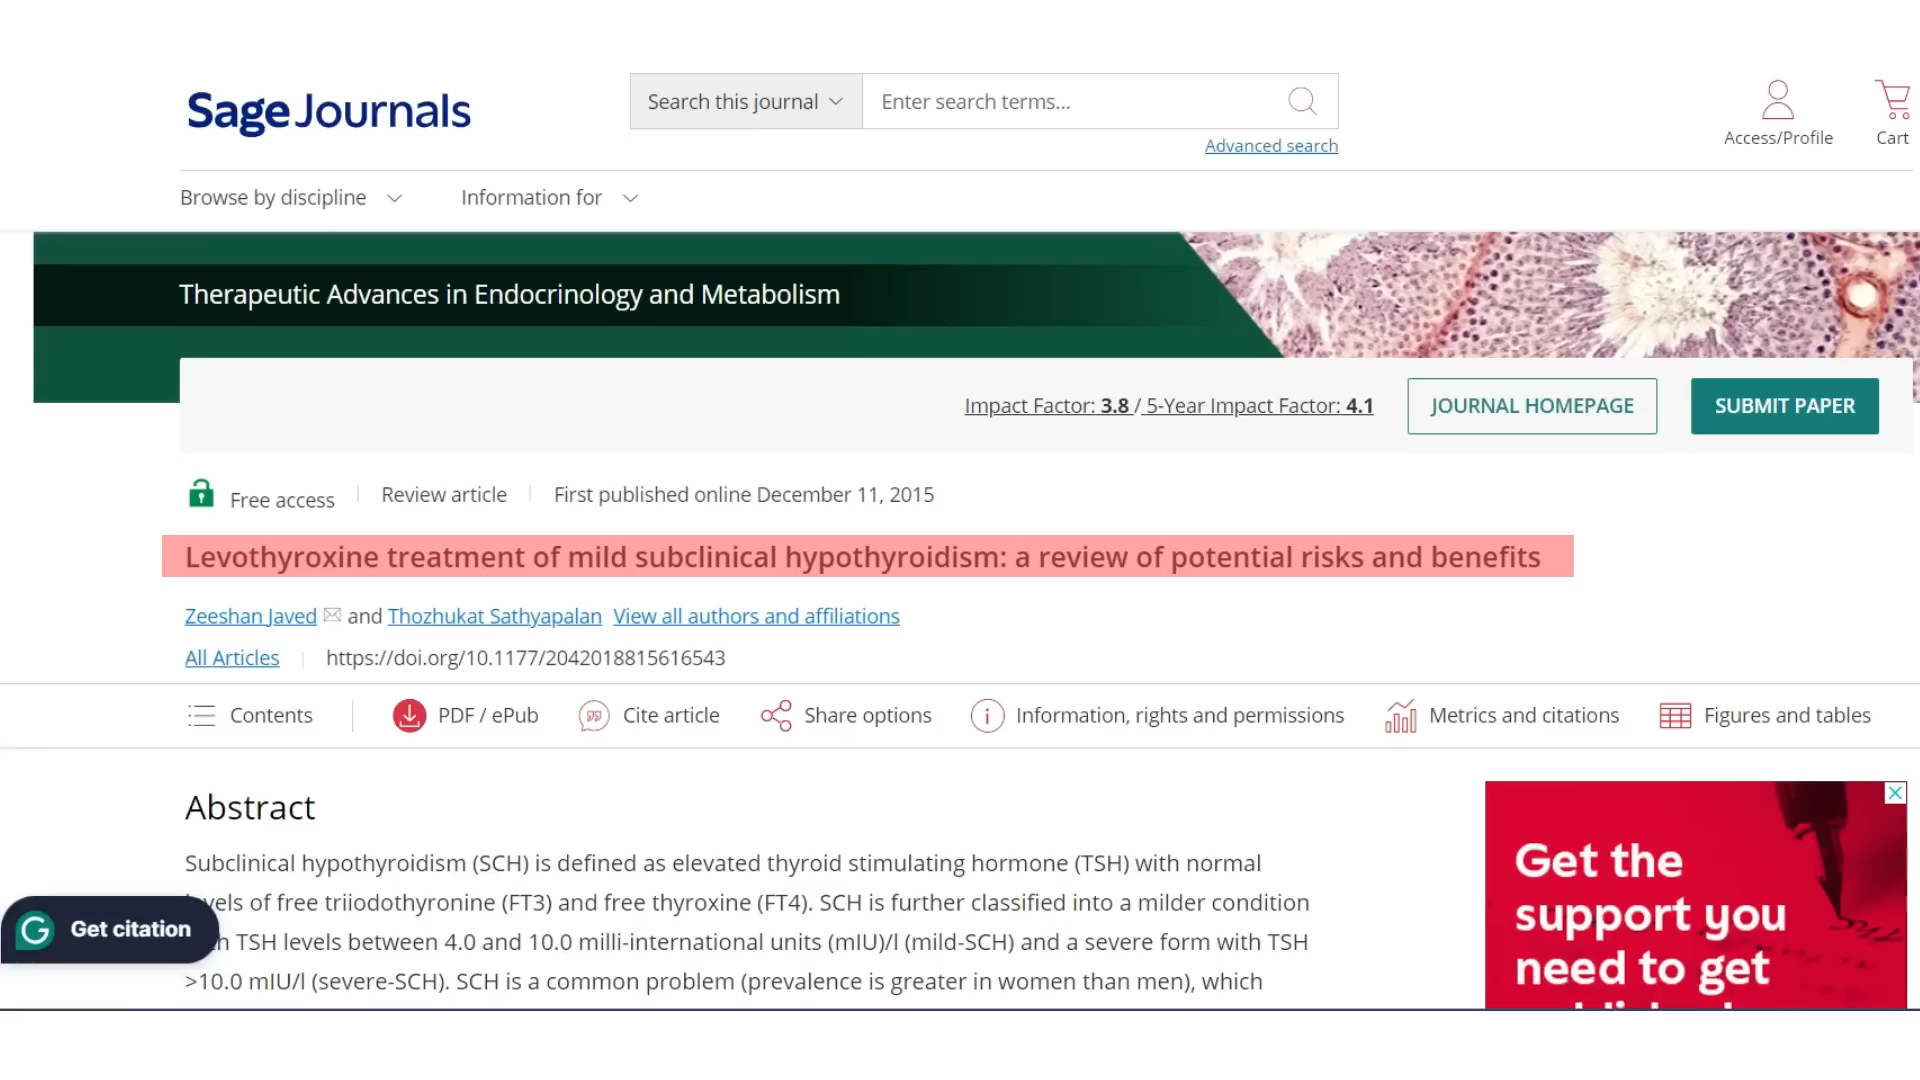 Sage Journals
Search this journal
Enter search terms...
Advanced search
Access/Profile
Cart
Browse by discipline
Information for
Therapeutic Advances in Endocrinology and Metabolism
Impact Factor: 3.8 / 5-Year Impact Factor: 4.1
JOURNAL HOMEPAGE
SUBMIT PAPER
Free access
Review article
First published online December 11, 2015
Levothyroxine treatment of mild subclinical hypothyroidism: a review of potential risks and benefits
Zeeshan Javed and Thozhukat Sathyapalan View all authors and affiliations
All Articles
https://doi.org/10.1177/2042018815616543
Contents
PDF / ePub
Cite article
Share options
Information, rights and permissions
Metrics and citations
Figures and tables
Abstract
Subclinical hypothyroidism (SCH) is defined as elevated thyroid stimulating hormone (TSH) with normal
of free triiodothyronine (FT3) and free thyroxine (FT4). SCH is further classified into a milder condition
TSH levels between 4.0 and 10.0 milli-international units (mIU)/l (mild-SCH) and a severe form with TSH
>10.0 mIU/l (severe-SCH). SCH is a common problem (prevalence is greater in women than men), which
Get citation
Get the
support you
need to get